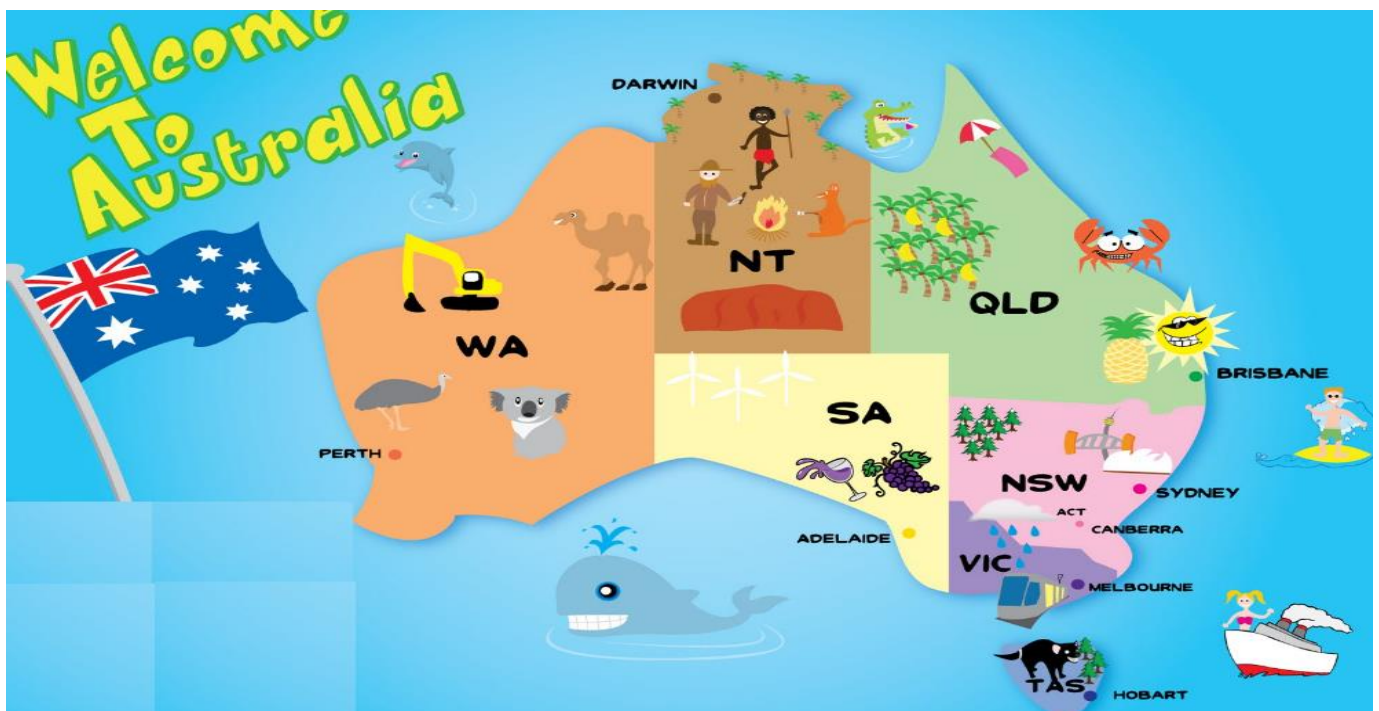 Welcome
To
Australia
DARWIN
NT
QLD
WA
BRISBANE
SA
PERTH
NSW
SYDNEY
ACT
CANBERRA
ADELAIDE
VIC
MELBOURNE
TAS
HOBART